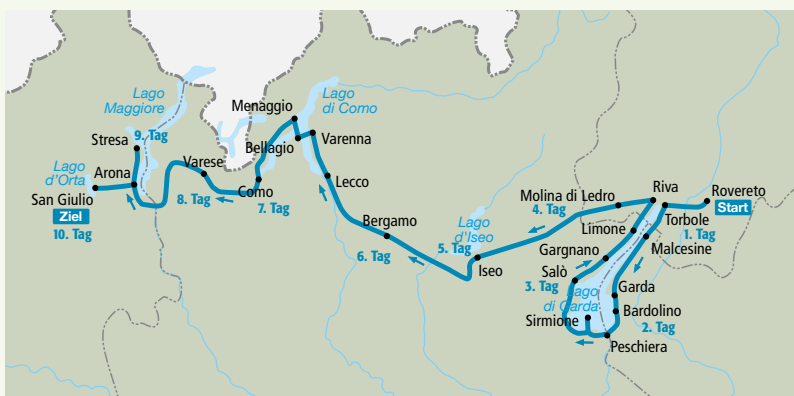 Lago
Maggiore
Lago
di Como
Menaggio
Stresa
9. Tag
Bellagio
Varenna
Lago
d'Orta
Arona
Varese
Lecco
Como
San Giulio
Ziel
10. Tag
8. Tag
7. Tag
Bergamo
6. Tag
Lago
d'Iseo
5. Tag
Iseo
Molina di Ledro
4. Tag
Riva
Rovereto
Start
Torbole
1. Tag
Limone
Malcesine
Gargnano
Salò
3. Tag
Lago
di Garda
Garda
Bardolino
2. Tag
Sirmione
Peschiera